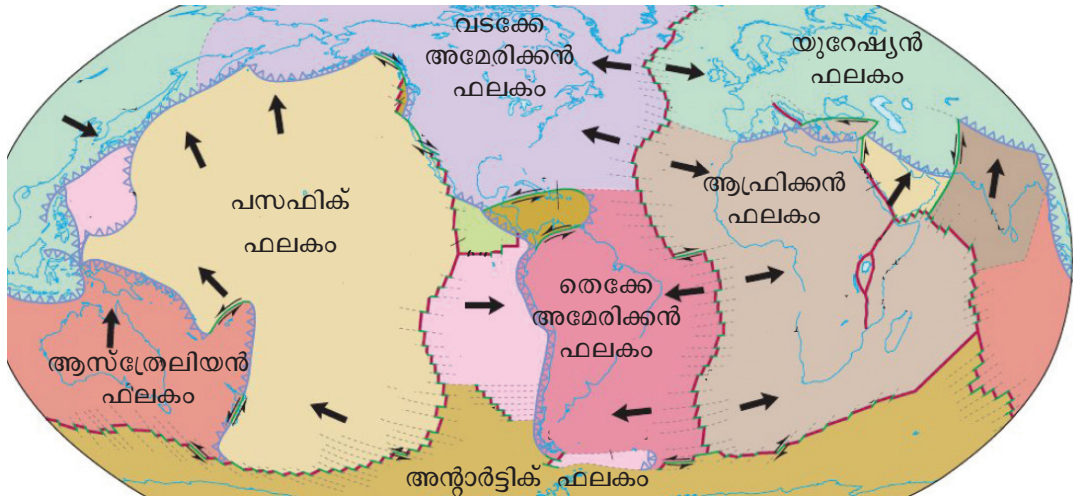 വടക്കേ
അമേരിക്കൻ
ഫലകം
യുറേഷ്യൻ
ഫലകം
പസഫിക്
ഫലകം
ആഫ്രിക്കൻ
ഫലകം
തെക്കേ
അമേരിക്കൻ
ഫലകം
ആസ്ത്രേലിയൻ
ഫലകം
അന്റാർട്ടിക് ഫലകം